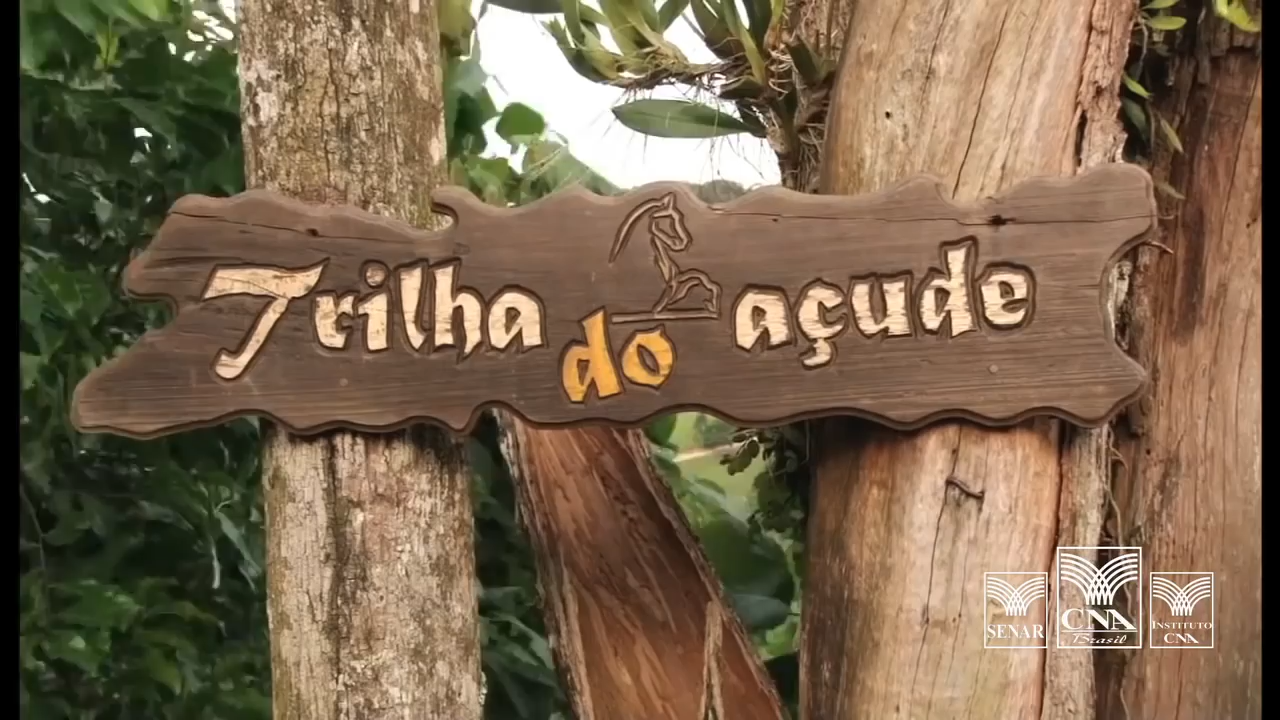 Trilha do açude
SENAR
CNA
Brasil
INSTITUTO
CNA